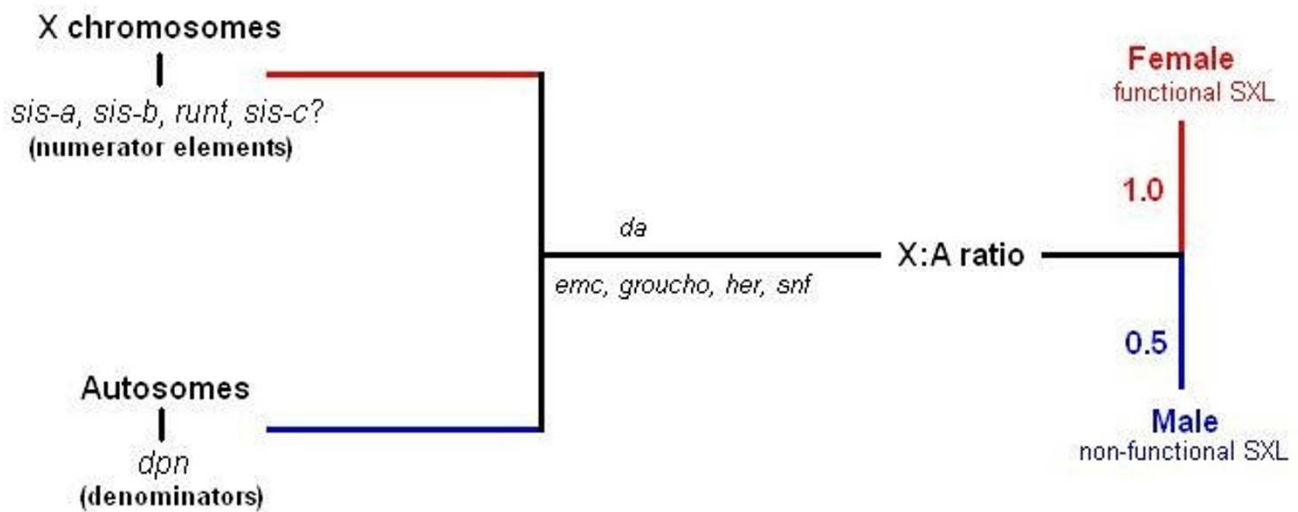 X chromosomes
sis-a, sis-b, runt, sis-c?
(numerator elements)
Autosomes
dpn
(denominators)
da
emc, groucho, her, snf
X:A ratio
Female
functional SXL
1.0
0.5
Male
non-functional SXL